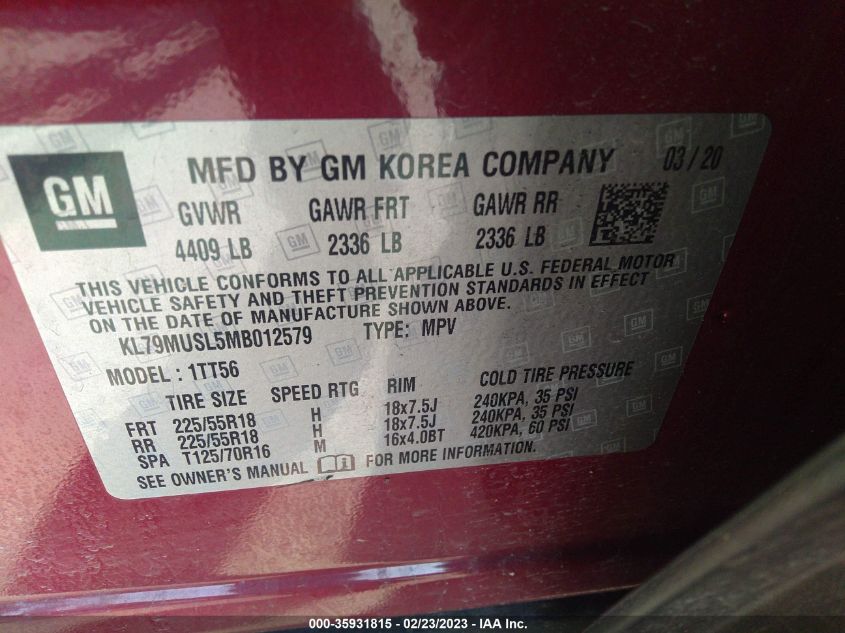 GM
MFD BY GM KOREA COMPANY 03/20
GVWR GAWR FRT GAWR RR
4409 LB 2336 LB 2336 LB
THIS VEHICLE CONFORMS TO ALL APPLICABLE U.S. FEDERAL MOTOR
VEHICLE SAFETY AND THEFT PREVENTION STANDARDS IN EFFECT
ON THE DATE OF MANUFACTURE SHOWN ABOVE.
KL79MUSL5MB012579 TYPE: MPV
MODEL : 1TT56
TIRE SIZE SPEED RTG RIM COLD TIRE PRESSURE
FRT 225/55R18 H 18x7.5J 240KPA, 35 PSI
RR 225/55R18 H 18x7.5J 240KPA, 35 PSI
SPA T125/70R16 M 16x4.0BT 420KPA, 60 PSI
SEE OWNER'S MANUAL FOR MORE INFORMATION.
000-35931815 - 02/23/2023 - IAA Inc.